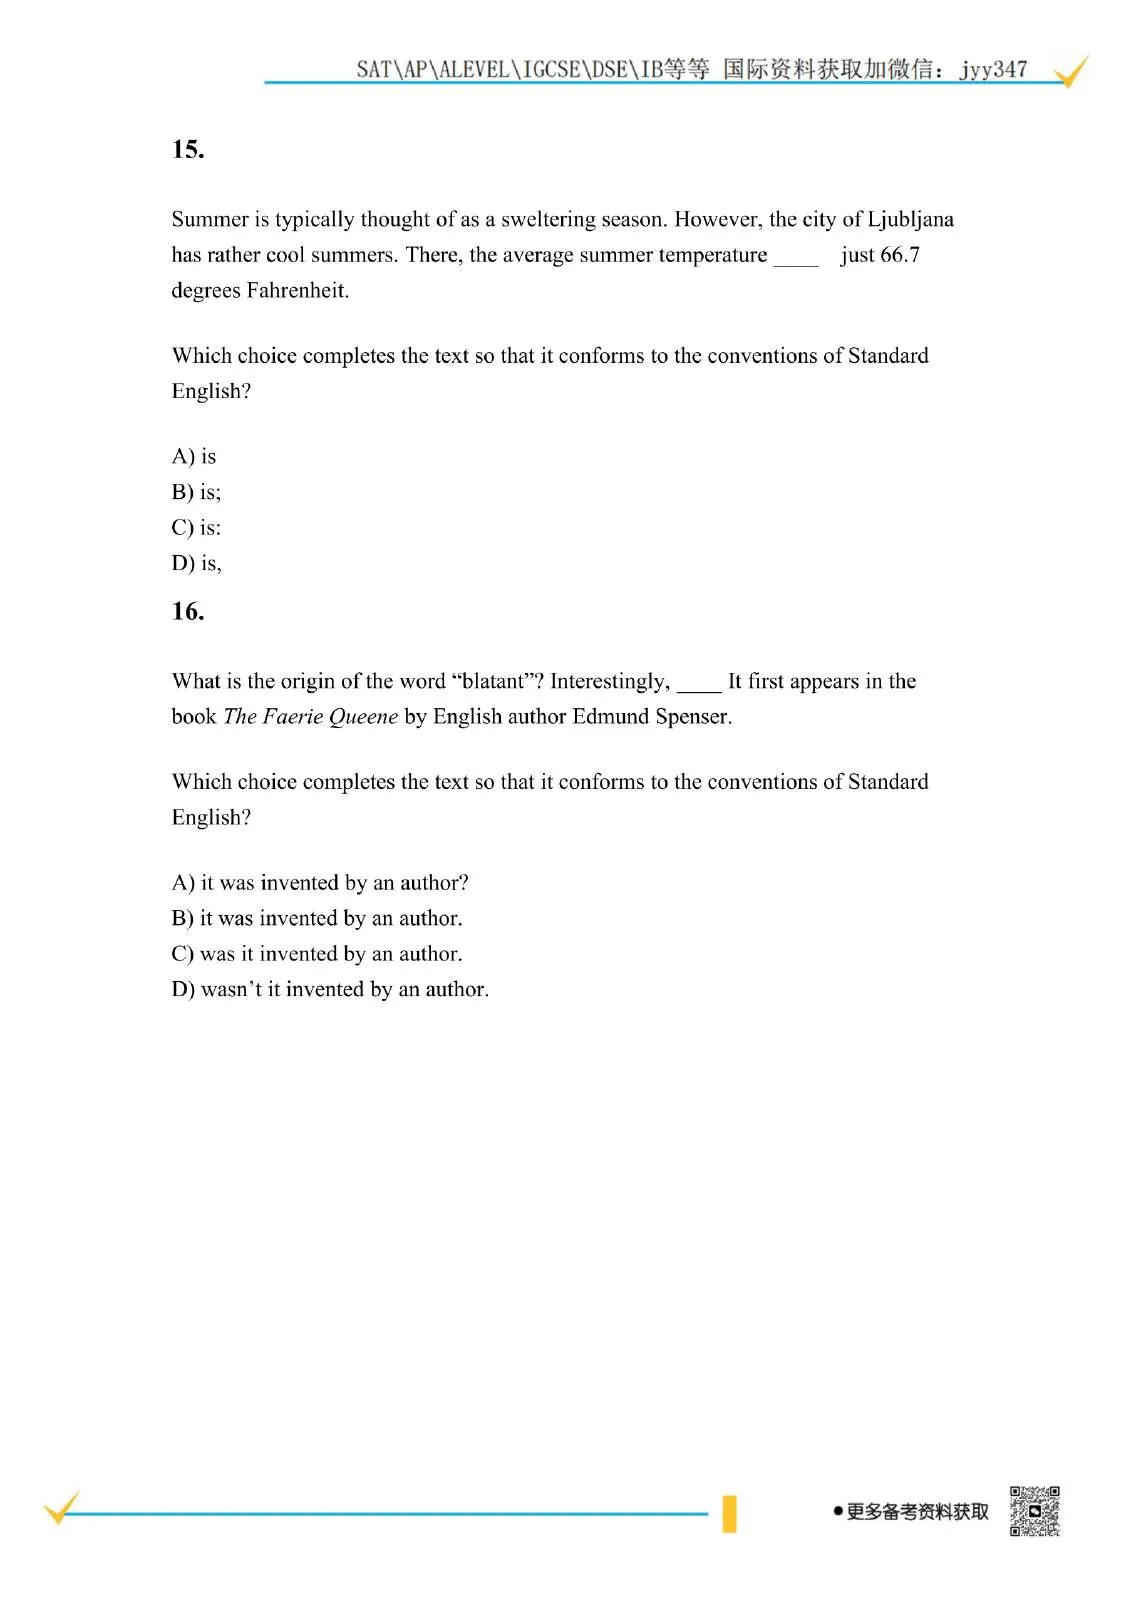 SAT\AP\ALEVEL\IGCSE\DSE\IB等等 国际资料获取加微信：jyy347
15.
Summer is typically thought of as a sweltering season. However, the city of Ljubljana
has rather cool summers. There, the average summer temperature ____ just 66.7
degrees Fahrenheit.
Which choice completes the text so that it conforms to the conventions of Standard
English?
A) is
B) is;
C) is:
D) is,
16.
What is the origin of the word “blatant”? Interestingly, ____ It first appears in the
book The Faerie Queene by English author Edmund Spenser.
Which choice completes the text so that it conforms to the conventions of Standard
English?
A) it was invented by an author?
B) it was invented by an author.
C) was it invented by an author.
D) wasn’t it invented by an author.
●更多备考资料获取